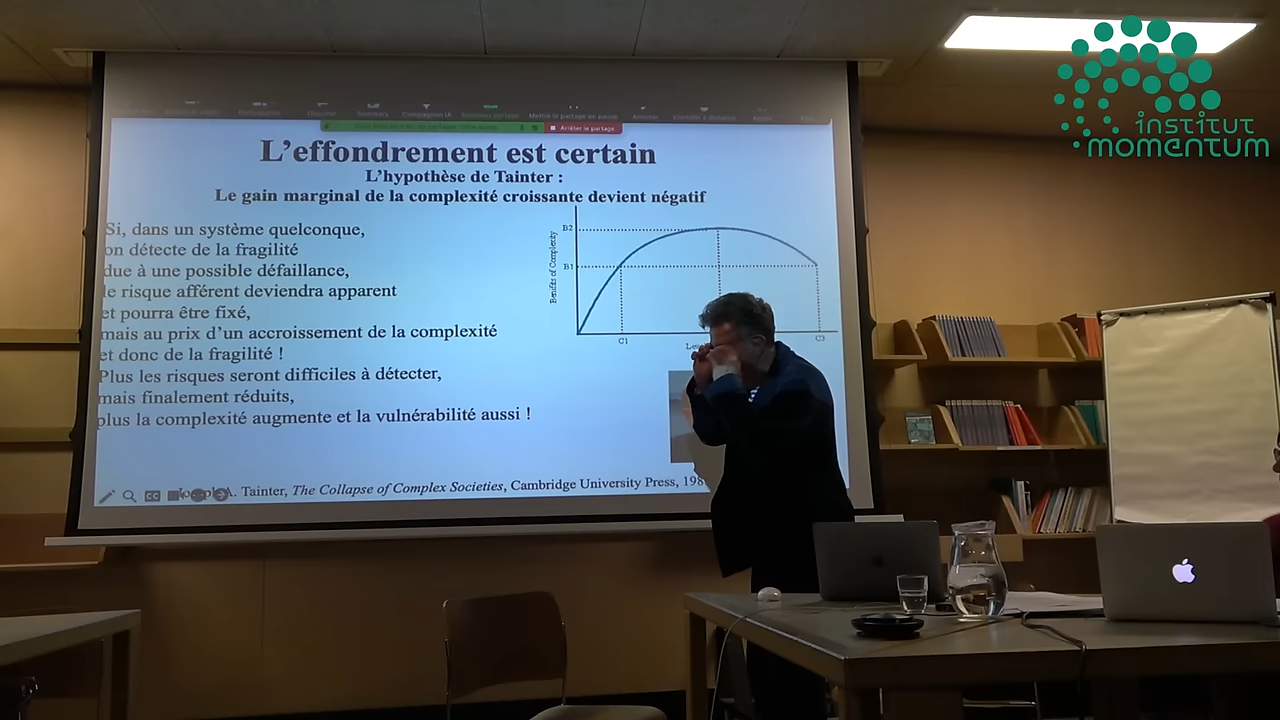 institut
momentum
Arrêter le partage
L'effondrement est certain
L'hypothèse de Tainter :
Le gain marginal de la complexité croissante devient négatif
Si, dans un système quelconque,
on détecte de la fragilité
due à une possible défaillance,
le risque afférent deviendra apparent
et pourra être fixé,
mais au prix d'un accroissement de la complexité
et donc de la fragilité !
Plus les risques seront difficiles à détecter,
mais finalement réduits,
plus la complexité augmente et la vulnérabilité aussi !
B2
B1
Benifits of Complexity
C1
C3
A. Tainter, The Collapse of Complex Societies, Cambridge University Press, 198